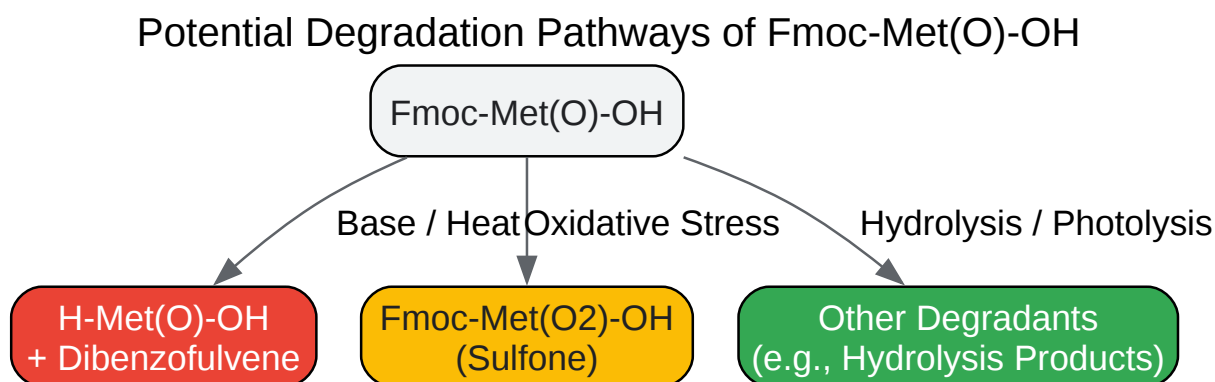 Potential Degradation Pathways of Fmoc-Met(O)-OH
Fmoc-Met(O)-OH
Base / Heat
Oxidative Stress
Hydrolysis / Photolysis
H-Met(O)-OH
+ Dibenzofulvene
Fmoc-Met(O2)-OH
(Sulfone)
Other Degradants
(e.g., Hydrolysis Products)